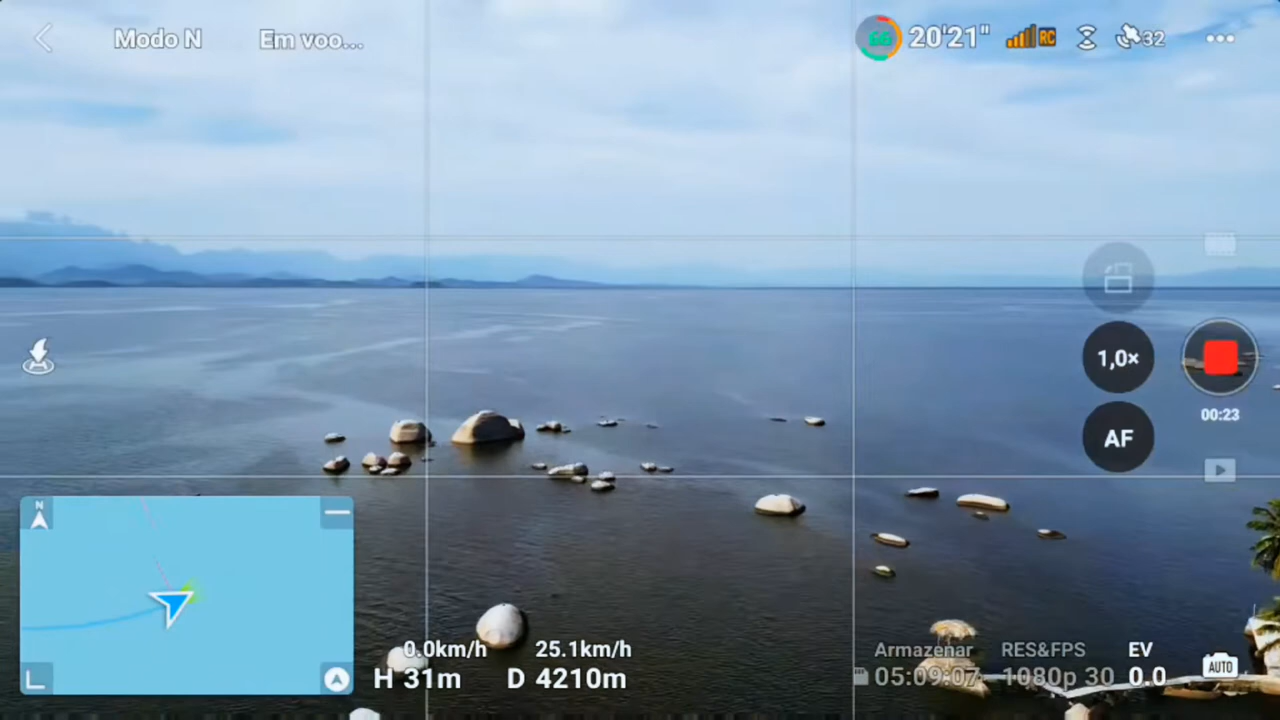 Modo N Em voo... 66 20'21" RC 32
1,0×
00:23
AF
N
0.0km/h 25.1km/h
H 31m D 4210m
Armazenar RES&FPS EV
05:09:07 1080p 30 0.0
AUTO